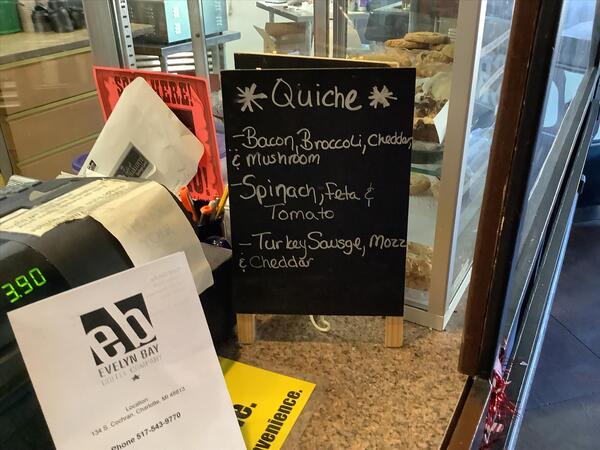 * Quiche *
-Bacon, Broccoli, Cheddar,
& Mushroom
-Spinach, Feta &
Tomato
-Turkey Sausge, Mozz
& Cheddar
3.90
eb
EVELYN BAY
COFFEE COMPANY
Location
134 S. Cochran, Charlotte, MI 48813
Phone 517-543-9770